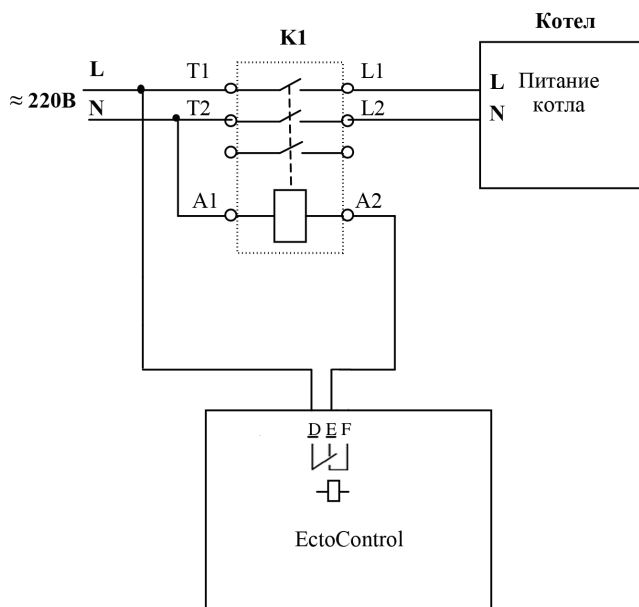 Котел
K1
L
T1
L1
L
Питание
котла
≈ 220В
N
T2
L2
N
A1
A2
D E F
EctoControl